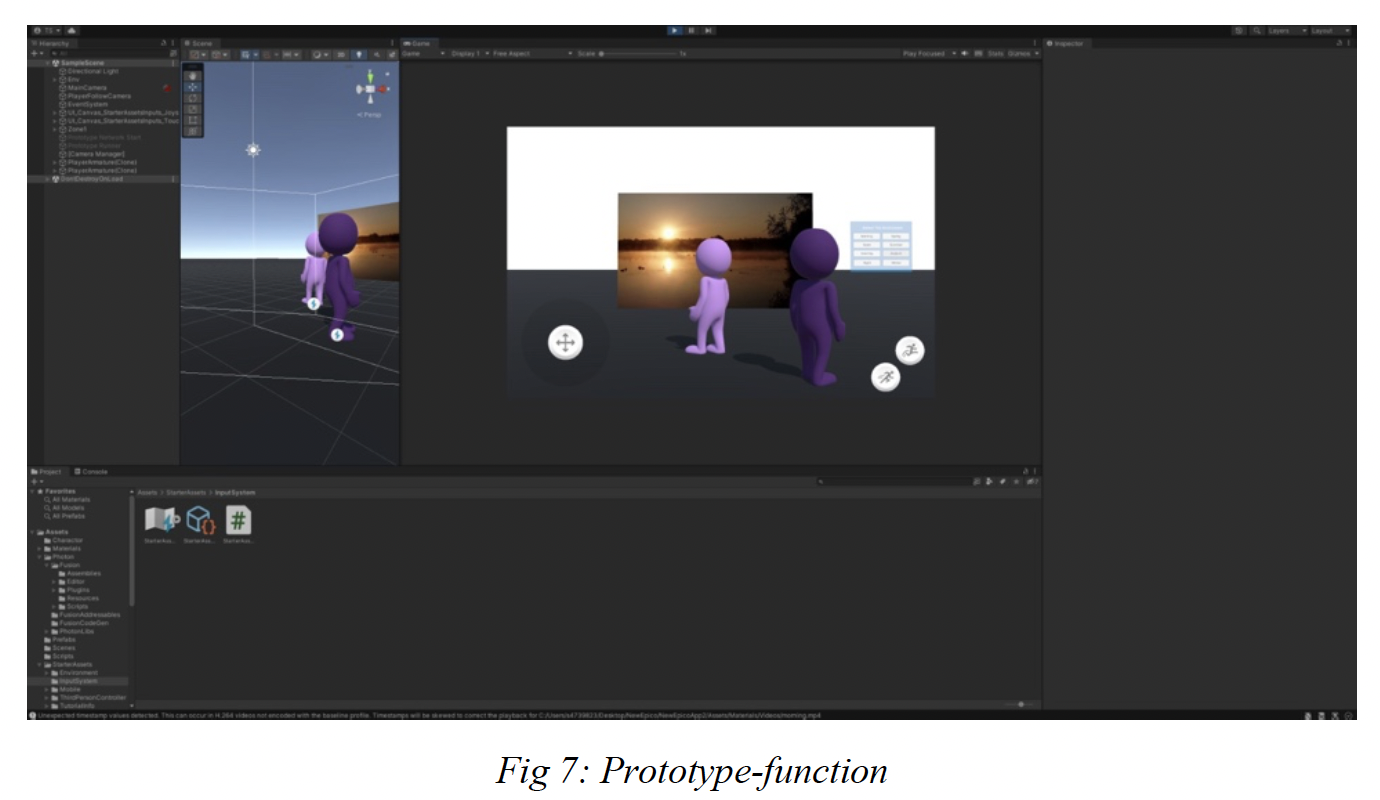 TS
Layers
Layout
Hierarchy
Scene
Game
Inspector
All
Game
Display 1
Free Aspect
Scale
1x
Play Focused
Stats
Gizmos
SampleScene
Directional Light
Env
MainCamera
PlayerFollowCamera
EventSystem
UI_Canvas_StarterAssetsInputs_Joys
UI_Canvas_StarterAssetsInputs_Touc
Zone1
Prototype Network Start
Prototype Runner
[Camera Manager]
PlayerArmature(Clone)
PlayerArmature(Clone)
DontDestroyOnLoad
< Persp
Project
Console
Favorites
All Materials
All Models
All Prefabs
Assets
Character
Materials
Photon
Fusion
Assemblies
Editor
Plugins
Resources
Scripts
FusionAddressables
FusionCodeGen
PhotonLibs
Prefabs
Scenes
Scripts
StarterAssets
Environment
InputSystem
Mobile
ThirdPersonController
TutorialInfo
Assets > StarterAssets > InputSystem
StarterAss...
StarterAss...
StarterAss...
Unexpected timestamp values detected. This can occur in H.264 videos not encoded with the baseline profile. Timestamps will be skewed to correct the playback for C:/Users/s4739823/Desktop/NewEpico/NewEpicoApp2/Assets/Materials/Videos/morning.mp4
Fig 7: Prototype-function